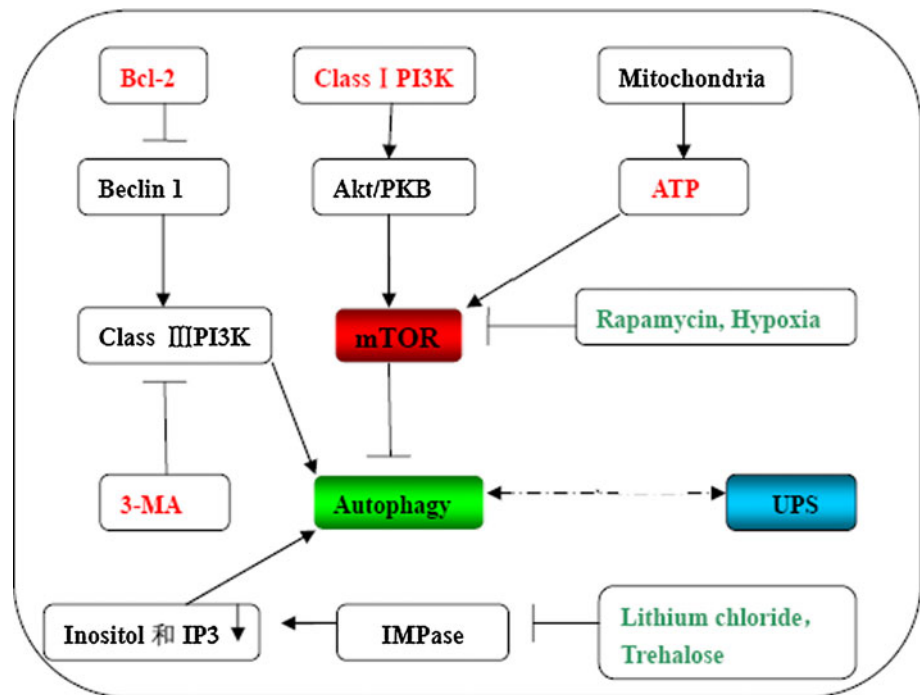 Bcl-2
Class Ⅰ PI3K
Mitochondria
Beclin 1
Akt/PKB
ATP
Class ⅢPI3K
mTOR
Rapamycin, Hypoxia
3-MA
Autophagy
UPS
Inositol 和 IP3
IMPase
Lithium chloride，
Trehalose